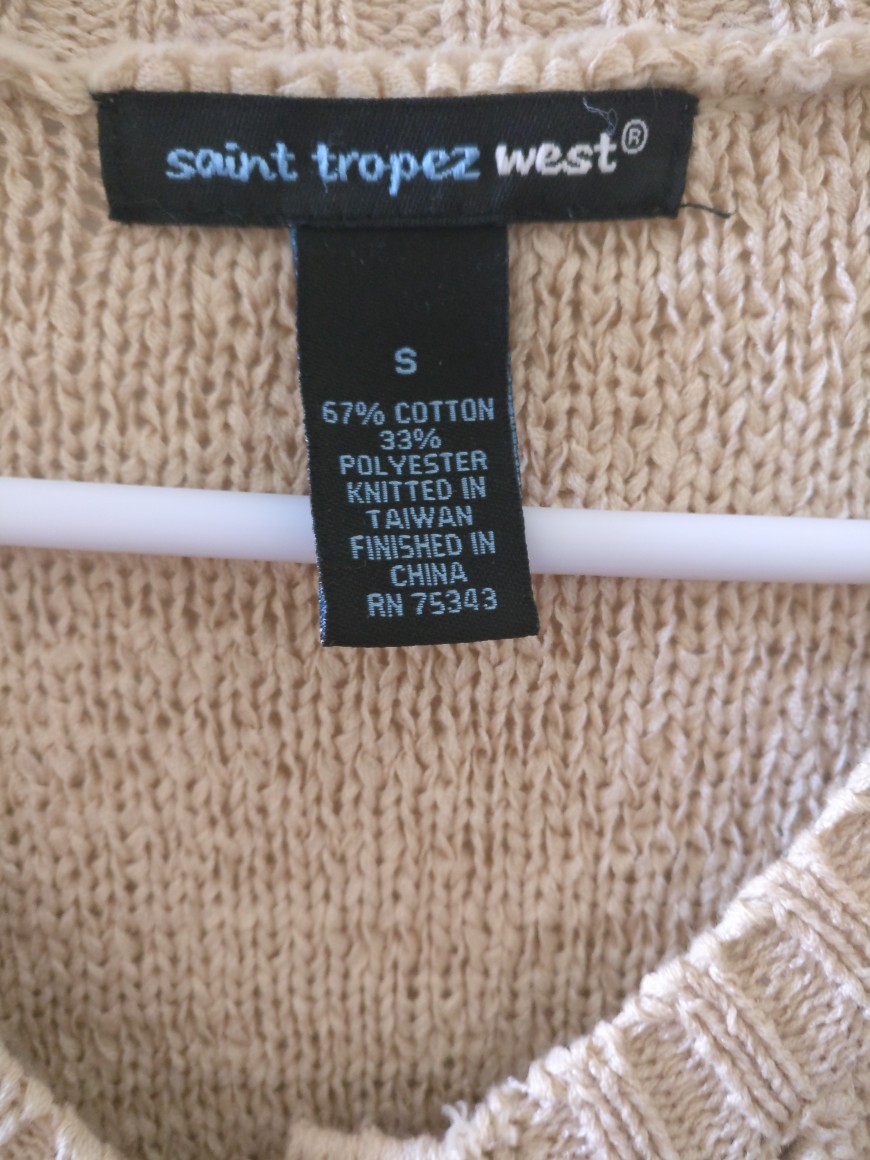 saint tropez west®
S
67% COTTON
33%
POLYESTER
KNITTED IN
TAIWAN
FINISHED IN
CHINA
RN 75343